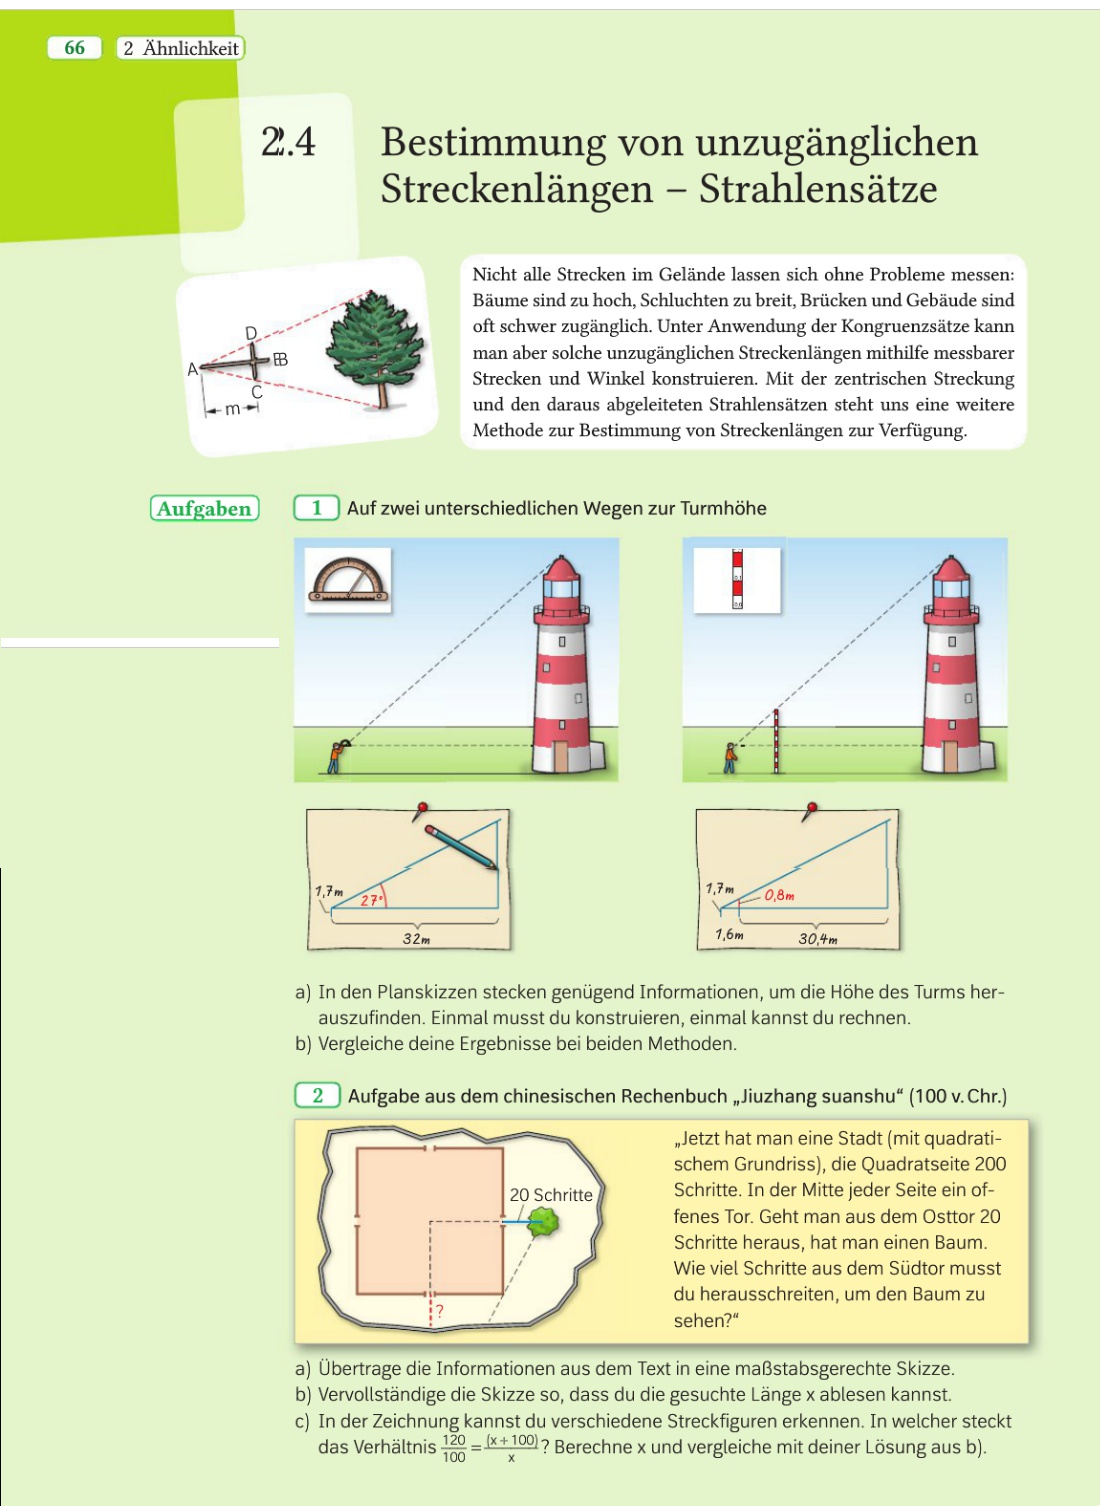 66 2 Ähnlichkeit
2.4 Bestimmung von unzugänglichen
Streckenlängen – Strahlensätze
Nicht alle Strecken im Gelände lassen sich ohne Probleme messen:
Bäume sind zu hoch, Schluchten zu breit, Brücken und Gebäude sind
oft schwer zugänglich. Unter Anwendung der Kongruenzsätze kann
man aber solche unzugänglichen Streckenlängen mithilfe messbarer
Strecken und Winkel konstruieren. Mit der zentrischen Streckung
und den daraus abgeleiteten Strahlensätzen steht uns eine weitere
Methode zur Bestimmung von Streckenlängen zur Verfügung.
D
A
B
C
m
Aufgaben
1 Auf zwei unterschiedlichen Wegen zur Turmhöhe
1,7m
27°
32m
1,7m
0,8m
1,6m
30,4m
a) In den Planskizzen stecken genügend Informationen, um die Höhe des Turms her-
auszufinden. Einmal musst du konstruieren, einmal kannst du rechnen.
b) Vergleiche deine Ergebnisse bei beiden Methoden.
2 Aufgabe aus dem chinesischen Rechenbuch „Jiuzhang suanshu“ (100 v. Chr.)
20 Schritte
?
„Jetzt hat man eine Stadt (mit quadrati-
schem Grundriss), die Quadratseite 200
Schritte. In der Mitte jeder Seite ein of-
fenes Tor. Geht man aus dem Osttor 20
Schritte heraus, hat man einen Baum.
Wie viel Schritte aus dem Südtor musst
du herausschreiten, um den Baum zu
sehen?“
a) Übertrage die Informationen aus dem Text in eine maßstabsgerechte Skizze.
b) Vervollständige die Skizze so, dass du die gesuchte Länge x ablesen kannst.
c) In der Zeichnung kannst du verschiedene Streckfiguren erkennen. In welcher steckt
das Verhältnis 120/100 = (x + 100)/x? Berechne x und vergleiche mit deiner Lösung aus b).